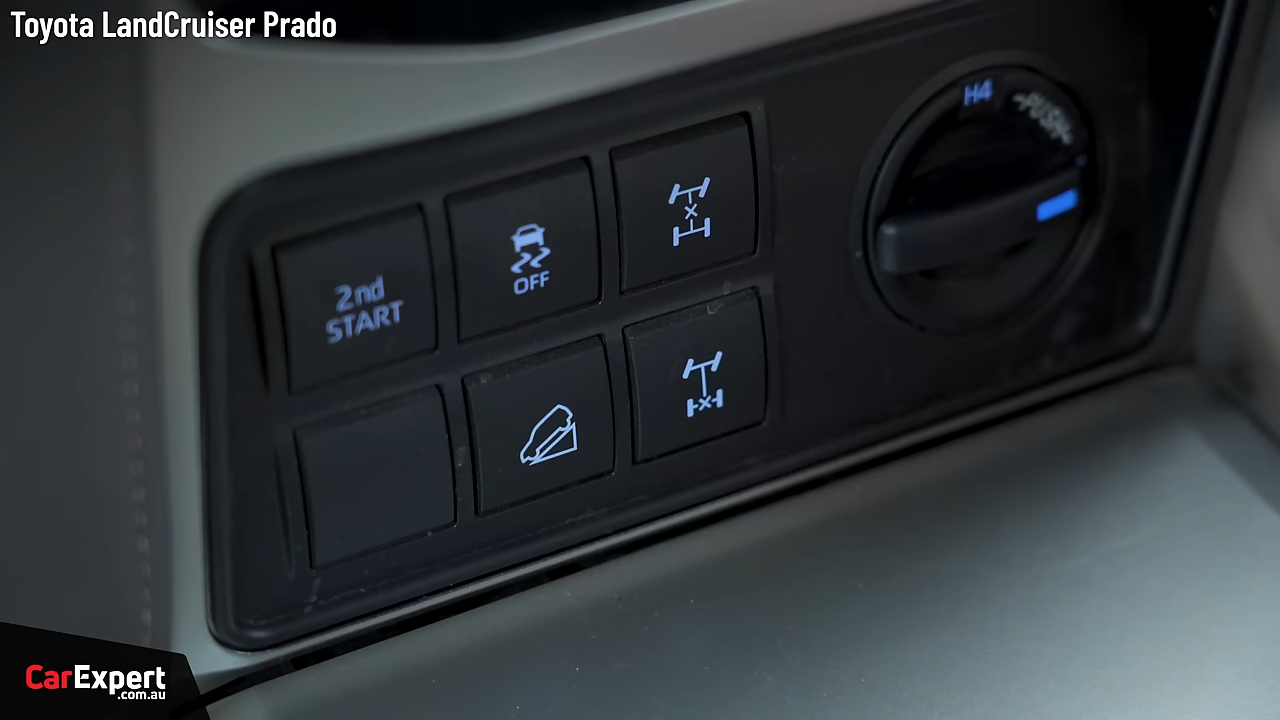 Toyota LandCruiser Prado
H4
PUSH
2nd
START
OFF
CarExpert
.com.au